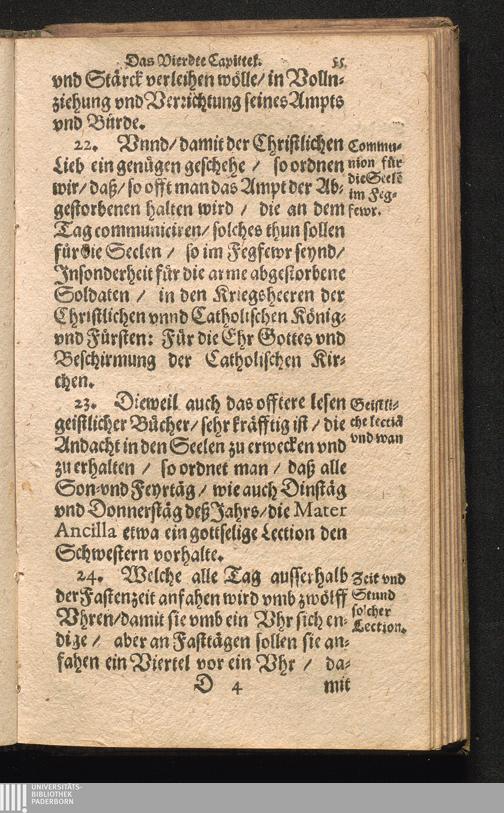 Das Vierdte Capittel. 55
vnd Stärck verleihen wölle/ in Volln-
ziehung vnd Verrichtung seines Ampts
vnd Bürde.
22. Vnnd/ damit der Christlichen
Lieb ein genügen geschehe / so ordnen
wir/ daß/ so offt man das Ampt der Ab-
gestorbenen halten wird / die an dem
Tag communiciren/ solches thun sollen
für die Seelen / so im Fegfewr seynd/
Insonderheit für die arme abgestorbene
Soldaten / in den Kriegsheeren der
Christlichen vnnd Catholischen König-
vnd Fürsten: Für die Ehr Gottes vnd
Beschirmung der Catholischen Kir-
chen.
Commu-
nion für
die Seelē
im Feg-
fewr.
23. Dieweil auch das offtere lesen
geistlicher Bücher/ sehr kräfftig ist / die
Andacht in den Seelen zu erwecken vnd
zu erhalten / so ordnet man / daß alle
Son-vnd Feyrtäg / wie auch Dinstäg
vnd Donnerstäg deß Jahrs/ die Mater
Ancilla etwa ein gottselige Lection den
Schwestern vorhalte.
Geistli-
che lectiō
vnd wan
24. Welche alle Tag ausserhalb
der Fastenzeit anfahen wird vmb zwölff
Vhren/damit sie vmb ein Vhr sich en-
dige / aber an Fasttägen sollen sie an-
fahen ein Viertel vor ein Vhr / da-
Zeit vnd
Stund
solcher
Lection.
D 4 mit
UNIVERSITÄTS-
BIBLIOTHEK
PADERBORN